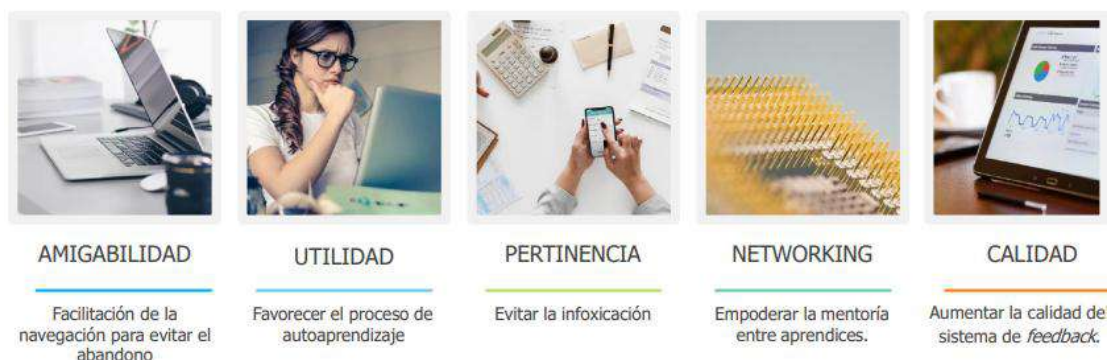 AMIGABILIDAD
Facilitación de la
navegación para evitar el
abandono
UTILIDAD
Favorecer el proceso de
autoaprendizaje
PERTINENCIA
Evitar la infoxicación
NETWORKING
Empoderar la mentoría
entre aprendices.
CALIDAD
Aumentar la calidad del
sistema de feedback.